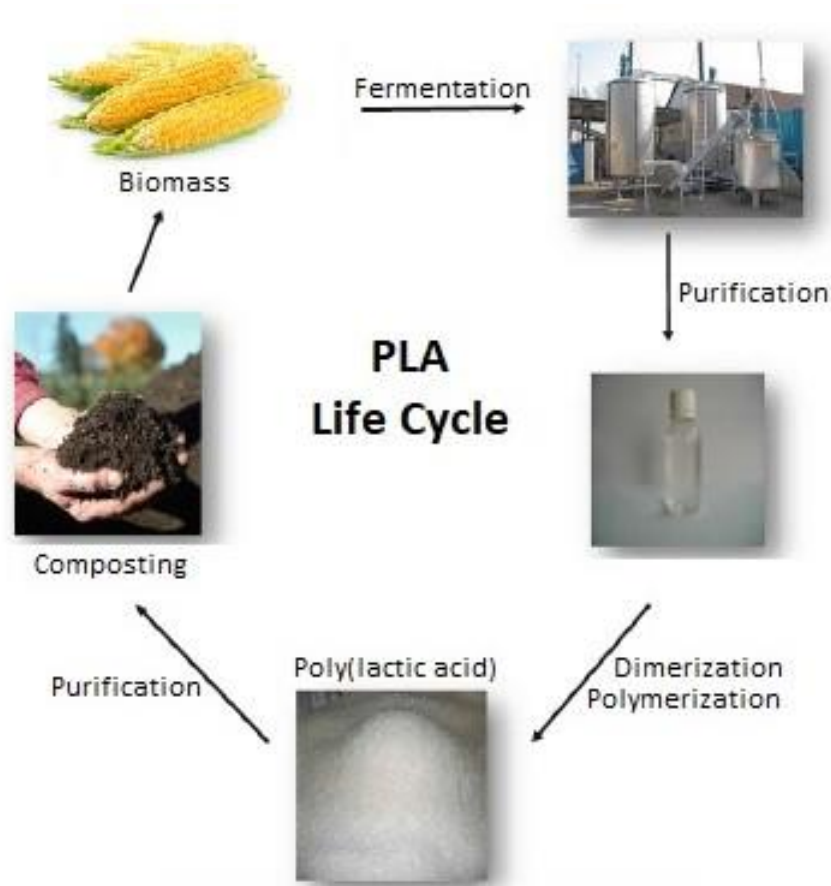 Fermentation
Biomass
Purification
PLA
Life Cycle
Composting
Poly(lactic acid)
Dimerization
Polymerization
Purification